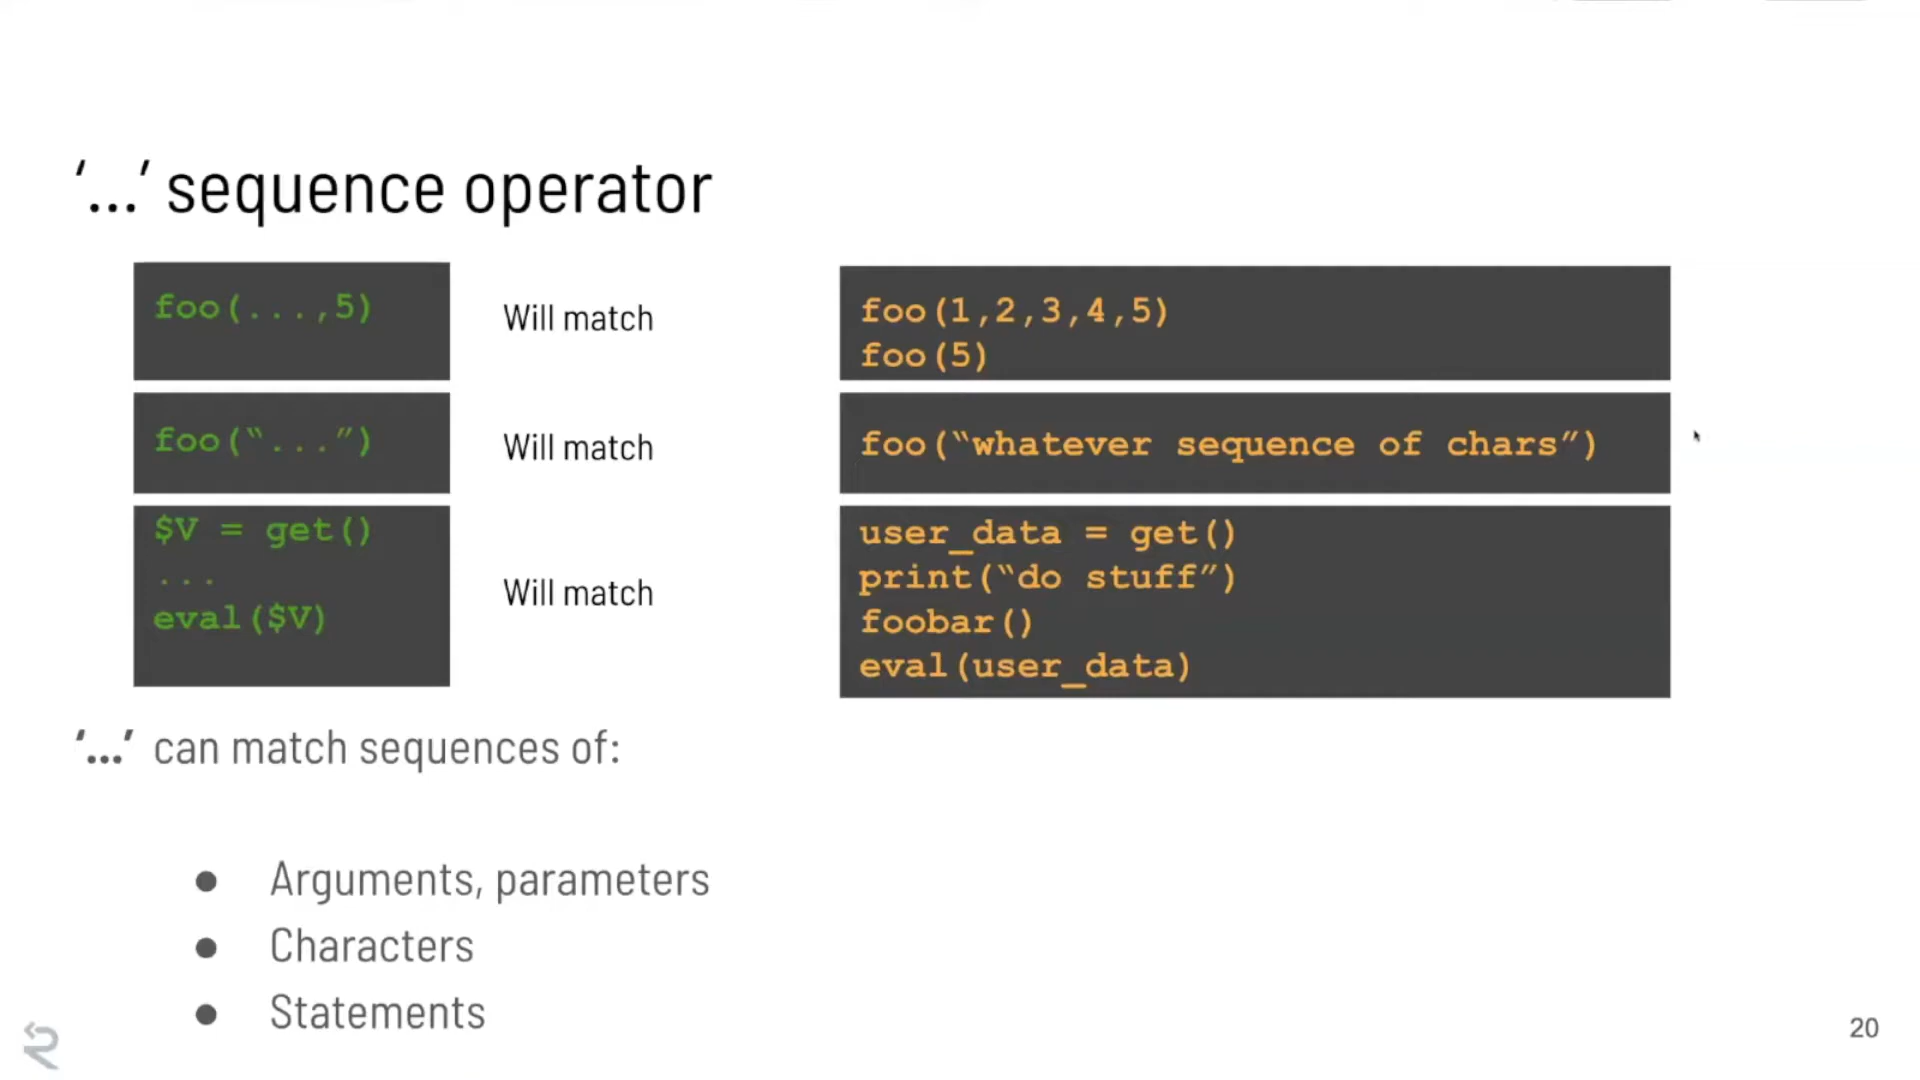 ‘...’ sequence operator
foo(...,5)
Will match
foo(1,2,3,4,5)
foo(5)
foo(“...”)
Will match
foo(“whatever sequence of chars”)
$V = get()
...
eval($V)
Will match
user_data = get()
print(“do stuff”)
foobar()
eval(user_data)
‘...’ can match sequences of:
● Arguments, parameters
● Characters
● Statements
20